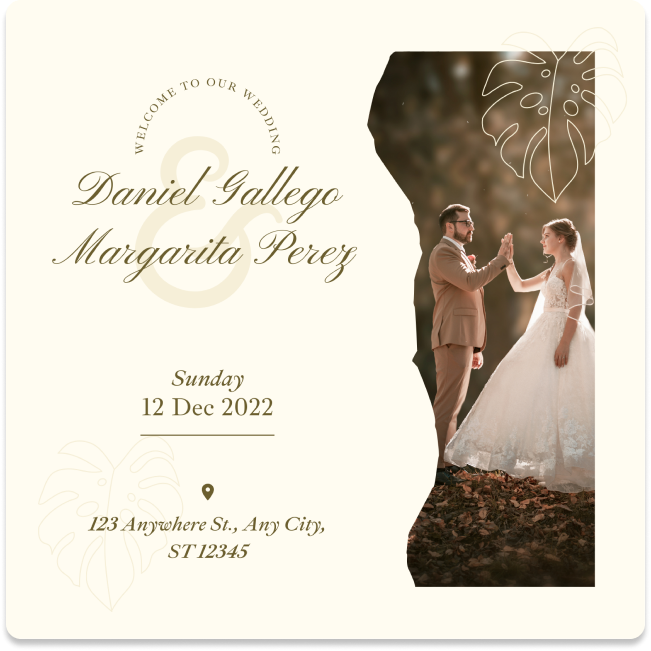 WELCOME TO OUR WEDDING
&
Daniel Gallego
Margarita Perez
Sunday
12 Dec 2022
123 Anywhere St., Any City,
ST 12345